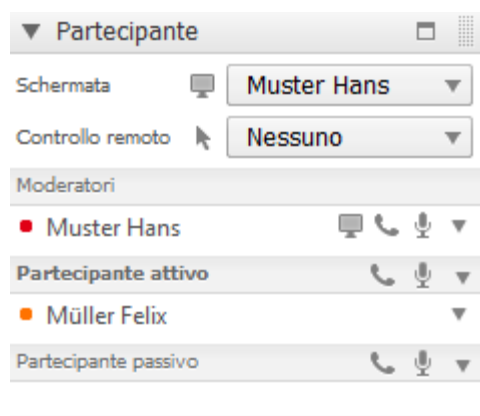 Partecipante
Schermata Muster Hans
Controllo remoto Nessuno
Moderatori
Muster Hans
Partecipante attivo
Müller Felix
Partecipante passivo